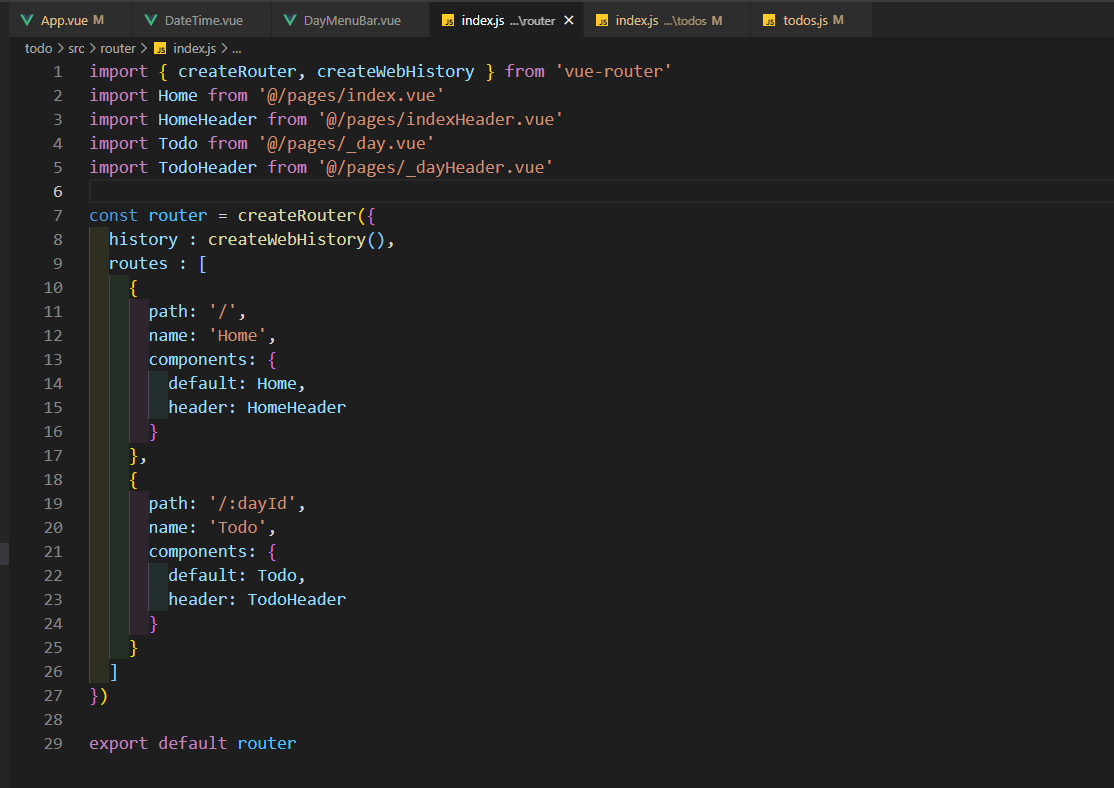 App.vue M DateTime.vue DayMenuBar.vue JS index.js ...\router × JS index.js ...\todos M JS todos.js M
todo > src > router > JS index.js > ...
1 import { createRouter, createWebHistory } from 'vue-router'
2 import Home from '@/pages/index.vue'
3 import HomeHeader from '@/pages/indexHeader.vue'
4 import Todo from '@/pages/_day.vue'
5 import TodoHeader from '@/pages/_dayHeader.vue'
6
7 const router = createRouter({
8   history : createWebHistory(),
9   routes : [
10     {
11       path: '/',
12       name: 'Home',
13       components: {
14         default: Home,
15         header: HomeHeader
16       }
17     },
18     {
19       path: '/:dayId',
20       name: 'Todo',
21       components: {
22         default: Todo,
23         header: TodoHeader
24       }
25     }
26   ]
27 })
28
29 export default router